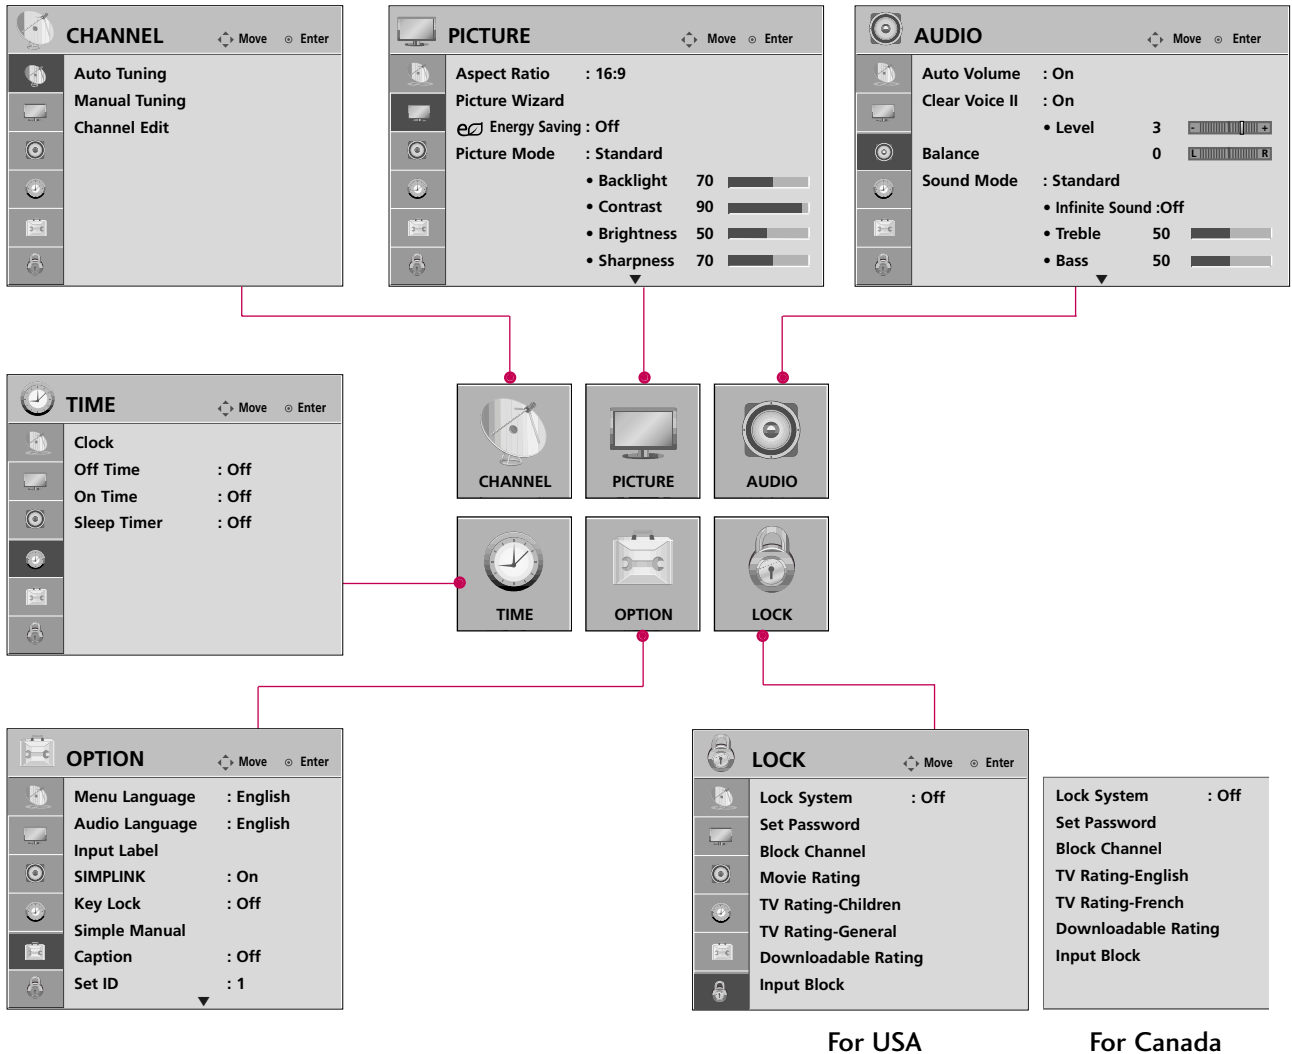 CHANNEL Move Enter
Auto Tuning
Manual Tuning
Channel Edit
PICTURE Move Enter
Aspect Ratio : 16:9
Picture Wizard
Energy Saving : Off
Picture Mode : Standard
• Backlight 70
• Contrast 90
• Brightness 50
• Sharpness 70
AUDIO Move Enter
Auto Volume : On
Clear Voice II : On
• Level 3 - +
Balance 0 L R
Sound Mode : Standard
• Infinite Sound :Off
• Treble 50
• Bass 50
TIME Move Enter
Clock
Off Time : Off
On Time : Off
Sleep Timer : Off
CHANNEL
PICTURE
AUDIO
TIME
OPTION
LOCK
OPTION Move Enter
Menu Language : English
Audio Language : English
Input Label
SIMPLINK : On
Key Lock : Off
Simple Manual
Caption : Off
Set ID : 1
LOCK Move Enter
Lock System : Off
Set Password
Block Channel
Movie Rating
TV Rating-Children
TV Rating-General
Downloadable Rating
Input Block
For USA
Lock System : Off
Set Password
Block Channel
TV Rating-English
TV Rating-French
Downloadable Rating
Input Block
For Canada